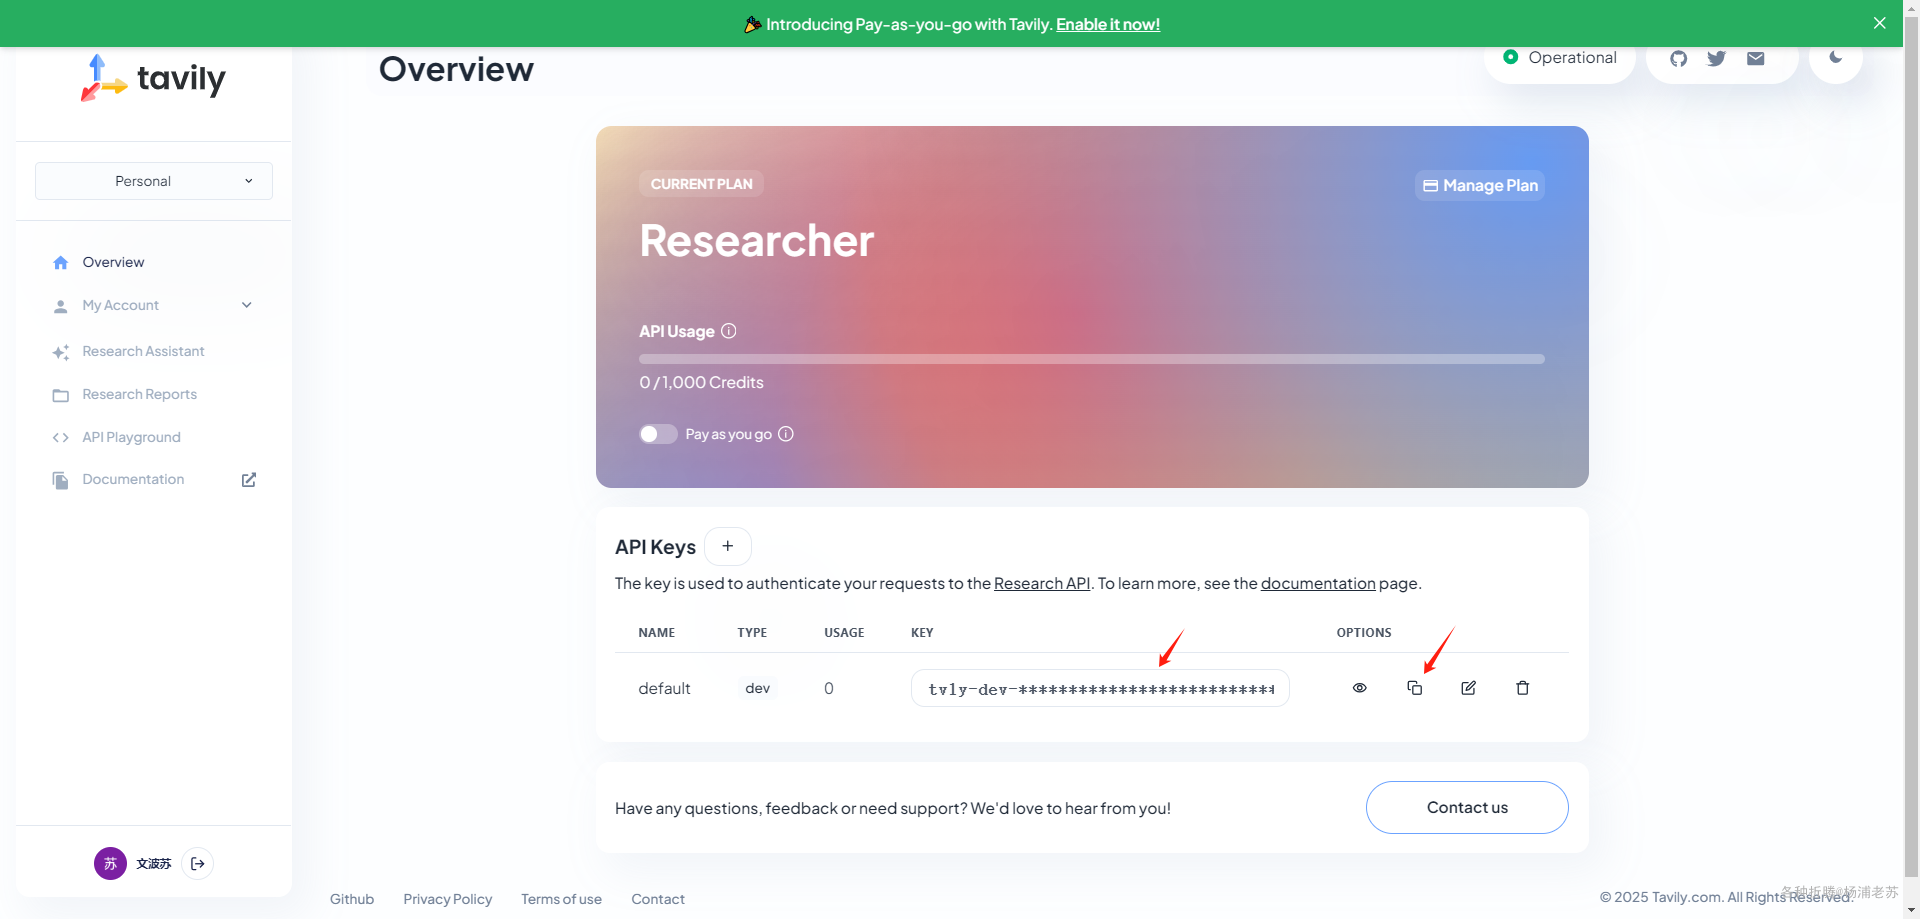 Introducing Pay-as-you-go with Tavily. Enable it now!
tavily
Overview
Operational
Personal
Overview
My Account
Research Assistant
Research Reports
API Playground
Documentation
CURRENT PLAN
Manage Plan
Researcher
API Usage
0 / 1,000 Credits
Pay as you go
API Keys +
The key is used to authenticate your requests to the Research API. To learn more, see the documentation page.
NAME TYPE USAGE KEY OPTIONS
default dev 0 tvly-dev-**************************
Have any questions, feedback or need support? We'd love to hear from you!
Contact us
苏 文波苏
Github Privacy Policy Terms of use Contact
© 2025 Tavily.com. All Rights Reserved.
各种折腾@杨浦老苏